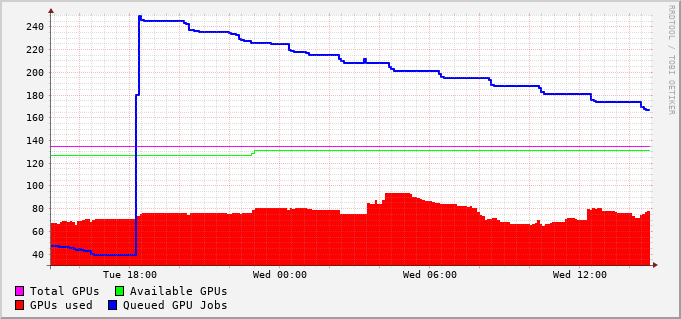 240
220
200
180
160
140
120
100
80
60
40
Tue 18:00 Wed 00:00 Wed 06:00 Wed 12:00
Total GPUs Available GPUs
GPUs used Queued GPU Jobs
RRDTOOL / TOBI OETIKER